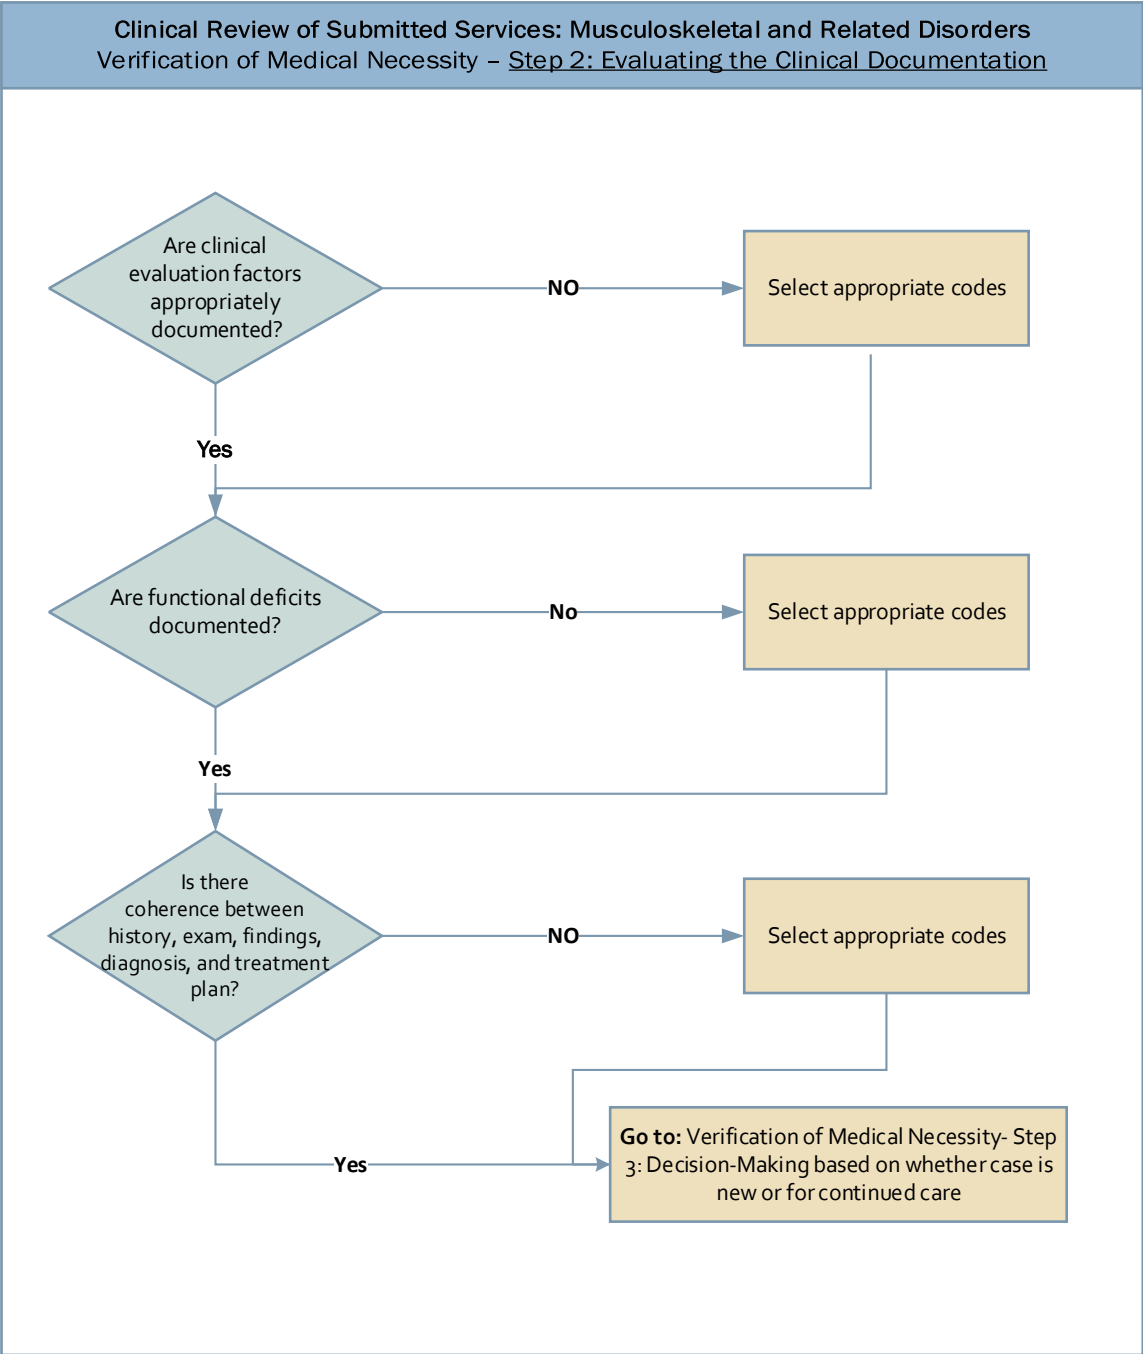 Clinical Review of Submitted Services: Musculoskeletal and Related Disorders
Verification of Medical Necessity – Step 2: Evaluating the Clinical Documentation
Are clinical
evaluation factors
appropriately
documented?
NO
Select appropriate codes
Yes
Are functional deficits
documented?
No
Select appropriate codes
Yes
Is there
coherence between
history, exam, findings,
diagnosis, and treatment
plan?
NO
Select appropriate codes
Yes
Go to: Verification of Medical Necessity- Step
3: Decision-Making based on whether case is
new or for continued care